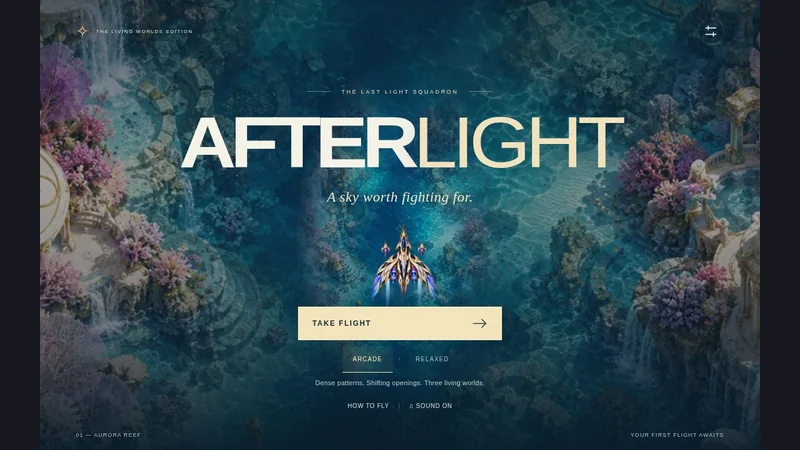 THE LIVING WORLDS EDITION
THE LAST LIGHT SQUADRON
AFTERLIGHT
A sky worth fighting for.
TAKE FLIGHT →
ARCADE · RELAXED
Dense patterns. Shifting openings. Three living worlds.
HOW TO FLY | ♫ SOUND ON
01 — AURORA REEF
YOUR FIRST FLIGHT AWAITS